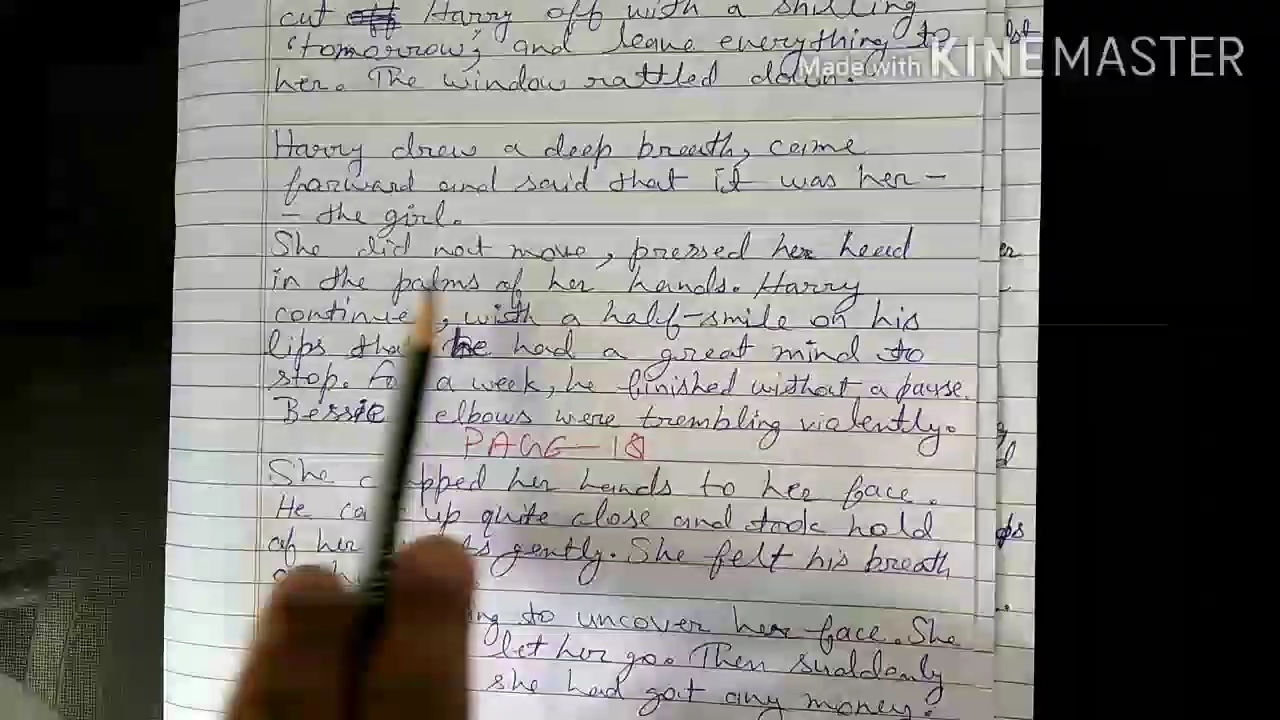 cut Harry off with a shilling
'tomorrow', and leave everything to
her. The window rattled down.
Made with KINEMASTER
Harry drew a deep breath, came
forward and said that it was her -
- the girl.
She did not move, pressed her head
in the palms of her hands. Harry
continue , with a half-smile on his
lips that he had a great mind to
stop. a week, he finished without a pause.
Bessie elbows were trembling violently.
PAGE-18
She her hands to her face.
He up quite close and took hold
of her gently. She felt his breath
to uncover her face. She
let her go. Then suddenly
she had got any money.